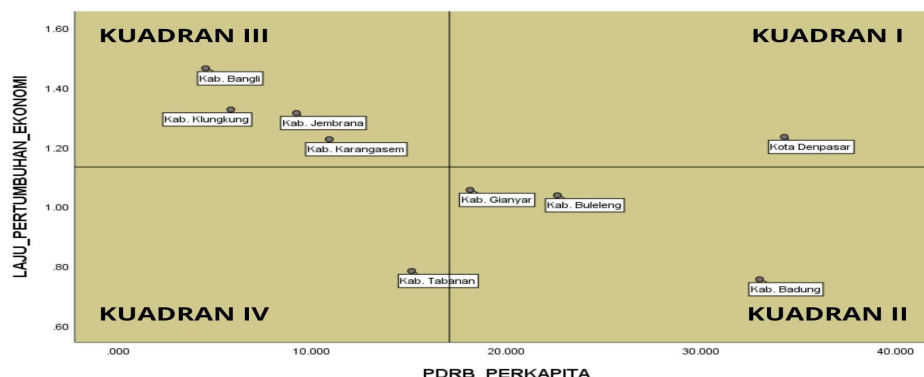 LAJU_PERTUMBUHAN_EKONOMI
1.60
1.40
1.20
1.00
.80
.60
KUADRAN III
KUADRAN I
Kab. Bangli
Kab. Klungkung
Kab. Jembrana
Kab. Karangasem
Kota Denpasar
Kab. Gianyar
Kab. Buleleng
Kab. Tabanan
Kab. Badung
KUADRAN IV
KUADRAN II
.000
10.000
20.000
30.000
40.000
PDRB_PERKAPITA